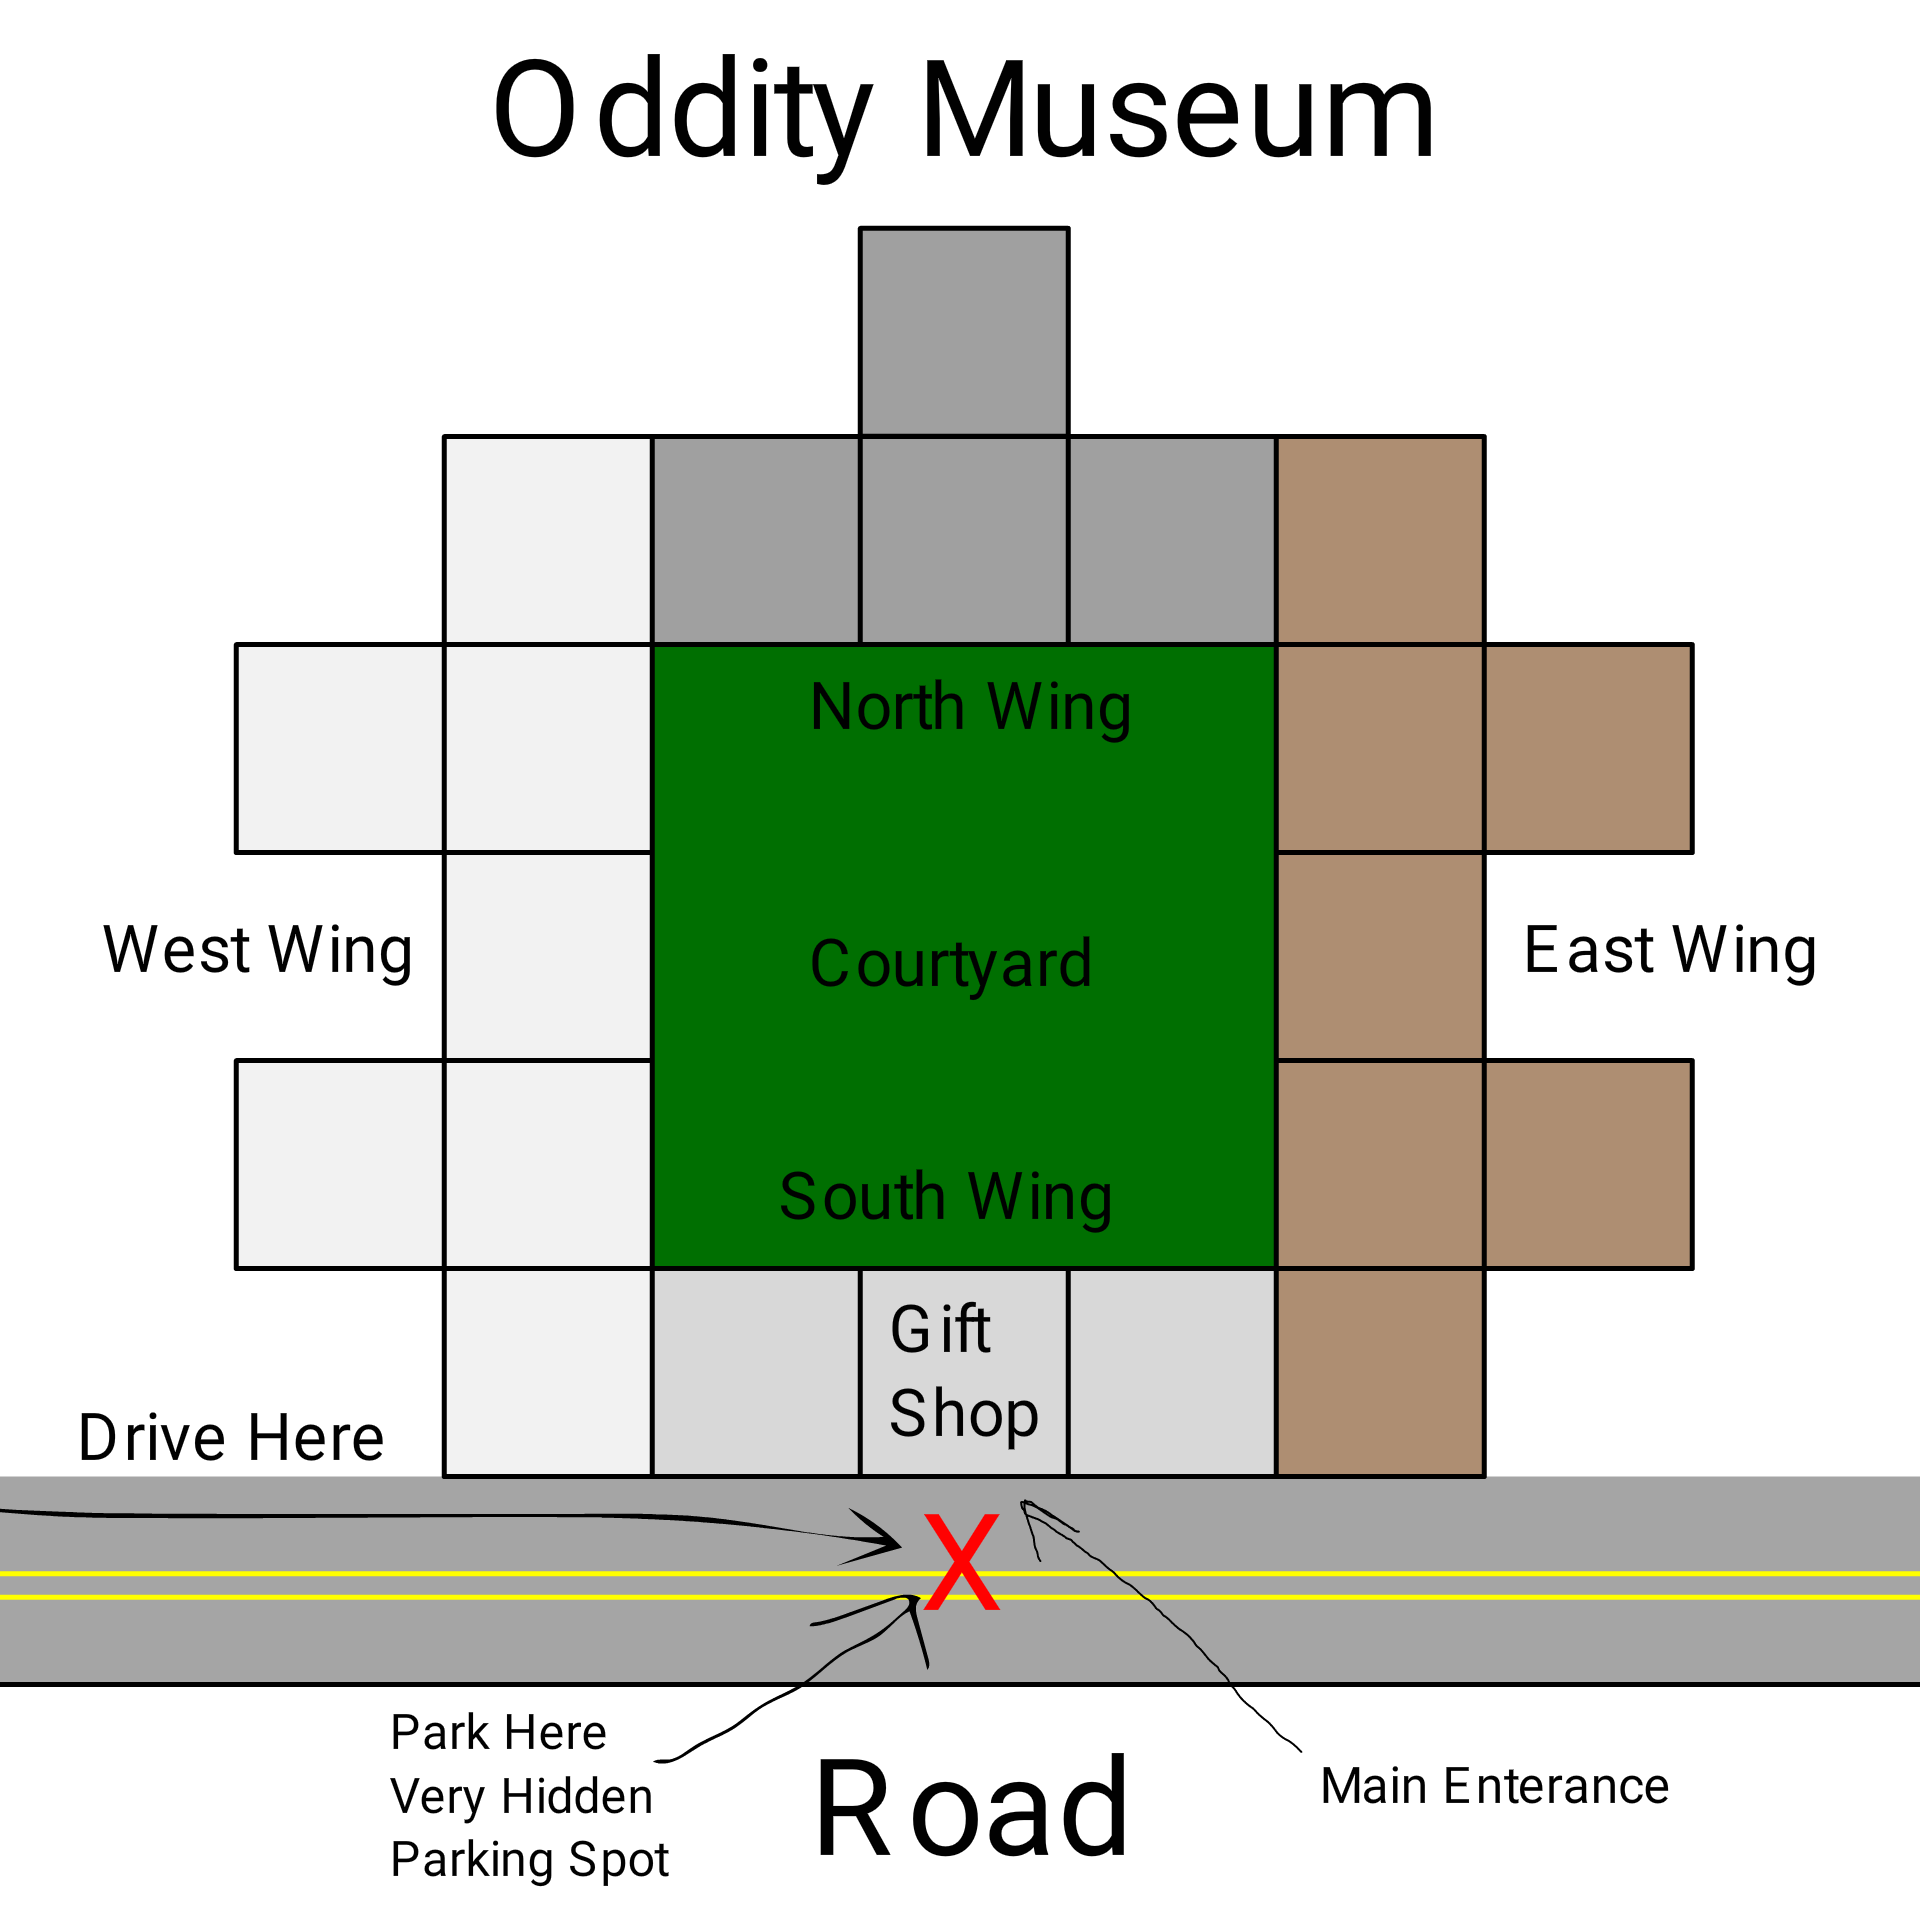 Oddity Museum
North Wing
West Wing
Courtyard
East Wing
South Wing
Gift
Shop
Drive Here
X
Park Here
Very Hidden
Parking Spot
Road
Main Enterance